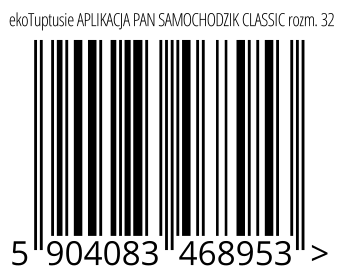 ekoTuptusie APLIKACJA PAN SAMOCHODZIK CLASSIC rozm. 32
5 904083 468953 >